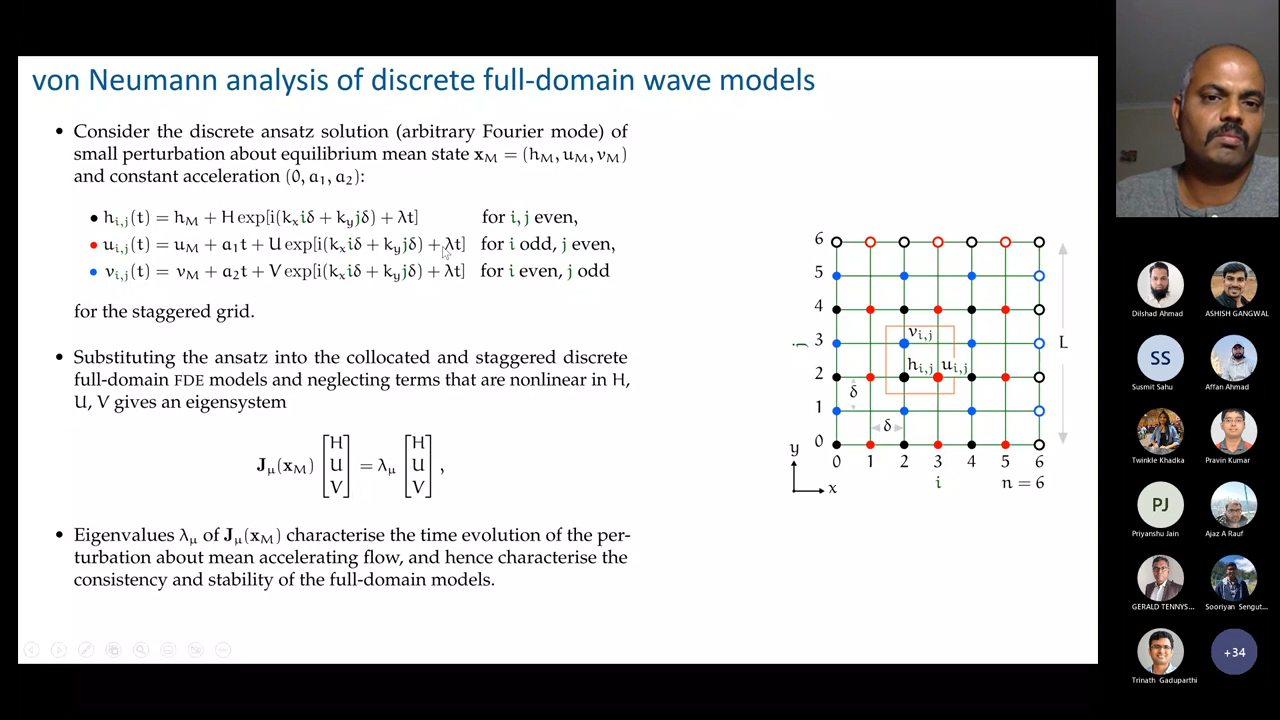 von Neumann analysis of discrete full-domain wave models
• Consider the discrete ansatz solution (arbitrary Fourier mode) of
small perturbation about equilibrium mean state x_M = (h_M, u_M, v_M)
and constant acceleration (0, a₁, a₂):
• h_{i,j}(t) = h_M + H exp[i(k_x iδ + k_y jδ) + λt] for i, j even,
• u_{i,j}(t) = u_M + a₁t + U exp[i(k_x iδ + k_y jδ) + λt] for i odd, j even,
• v_{i,j}(t) = v_M + a₂t + V exp[i(k_x iδ + k_y jδ) + λt] for i even, j odd
for the staggered grid.
• Substituting the ansatz into the collocated and staggered discrete
full-domain FDE models and neglecting terms that are nonlinear in H,
U, V gives an eigensystem
J_μ(x_M) [H U V] = λ_μ [H U V] ,
• Eigenvalues λ_μ of J_μ(x_M) characterise the time evolution of the per-
turbation about mean accelerating flow, and hence characterise the
consistency and stability of the full-domain models.
6
5
4
3
2
1
0
j
v_{i,j}
h_{i,j} u_{i,j}
δ
δ
L
y
x
0 1 2 3 4 5 6
i
n = 6
Dilshad Ahmad
ASHISH GANGWAL
SS
Susmit Sahu
Affan Ahmad
Twinkle Khadka
Pravin Kumar
PJ
Priyanshu Jain
Ajaz A Rauf
GERALD TENNYS...
Sooriyan Sengut...
Trinath Gaduparthi
+34